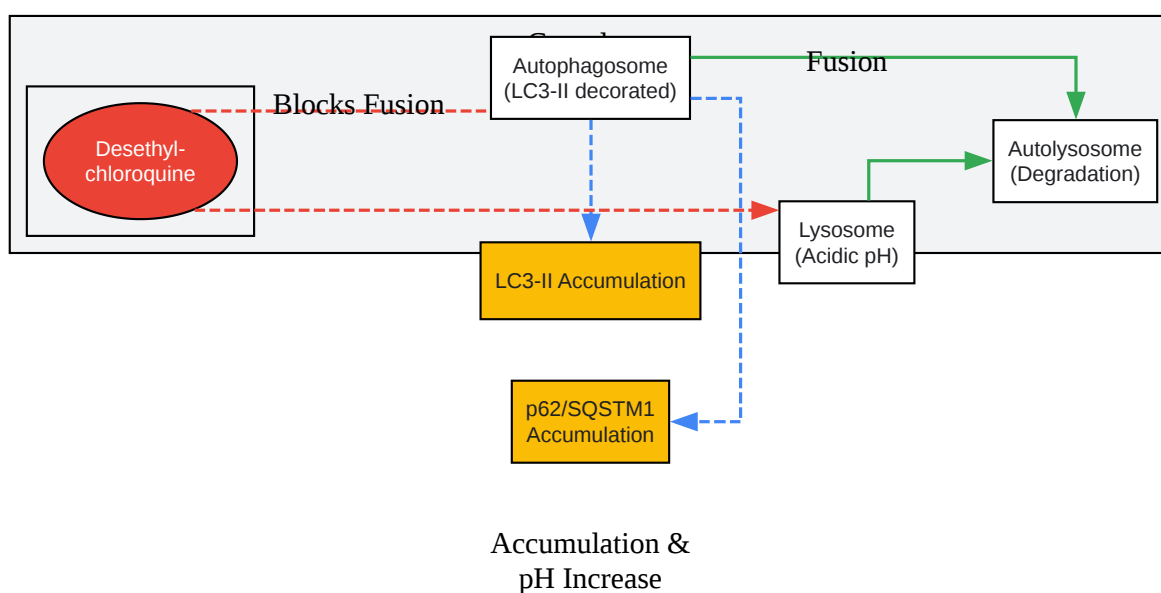 Autophagosome
(LC3-II decorated)
Fusion
Blocks Fusion
Desethyl-
chloroquine
Autolysosome
(Degradation)
Lysosome
(Acidic pH)
LC3-II Accumulation
p62/SQSTM1
Accumulation
Accumulation &
pH Increase